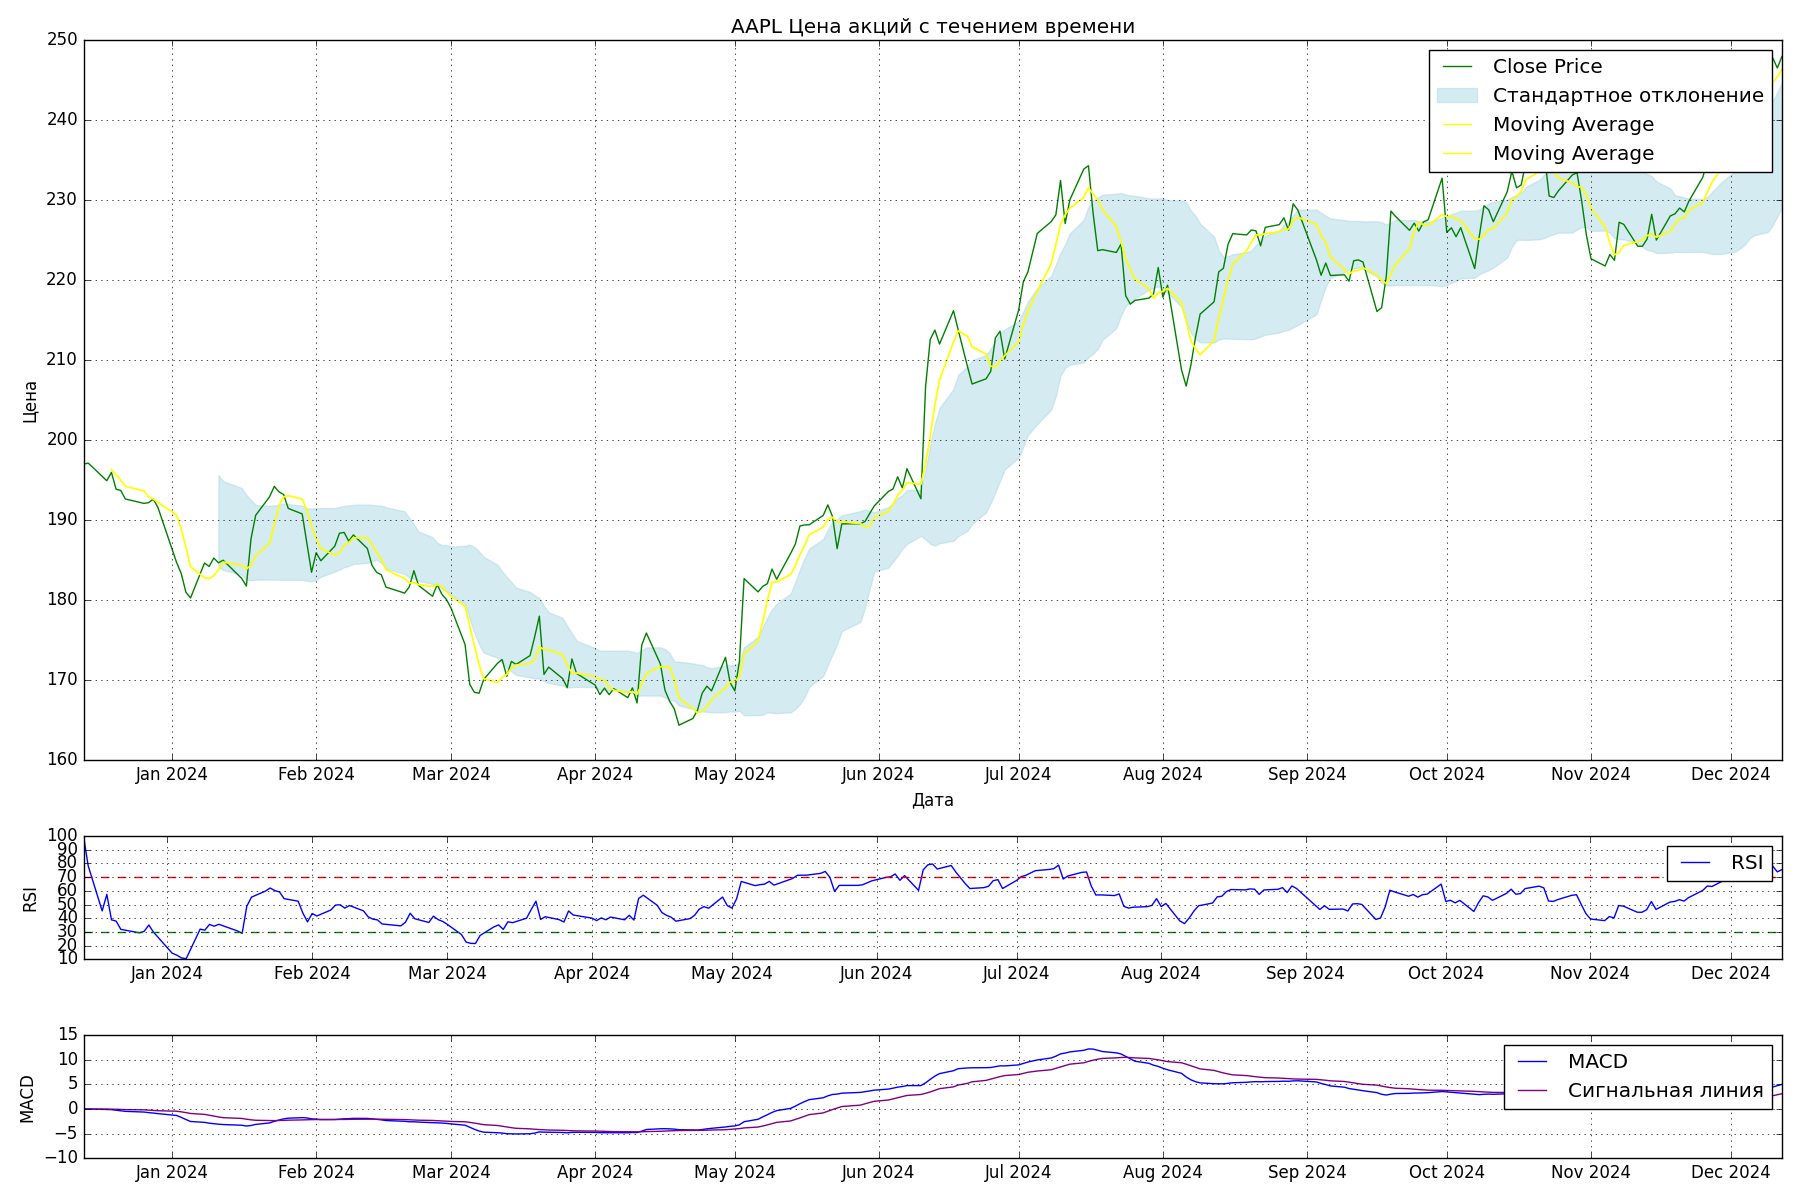 AAPL Цена акций с течением времени
250
240
230
220
210
200
190
180
170
160
Цена
Close Price
Стандартное отклонение
Moving Average
Moving Average
Jan 2024 Feb 2024 Mar 2024 Apr 2024 May 2024 Jun 2024 Jul 2024 Aug 2024 Sep 2024 Oct 2024 Nov 2024 Dec 2024
Дата
100
90
80
70
60
50
40
30
20
10
RSI
RSI
Jan 2024 Feb 2024 Mar 2024 Apr 2024 May 2024 Jun 2024 Jul 2024 Aug 2024 Sep 2024 Oct 2024 Nov 2024 Dec 2024
15
10
5
0
−5
−10
MACD
MACD
Сигнальная линия
Jan 2024 Feb 2024 Mar 2024 Apr 2024 May 2024 Jun 2024 Jul 2024 Aug 2024 Sep 2024 Oct 2024 Nov 2024 Dec 2024